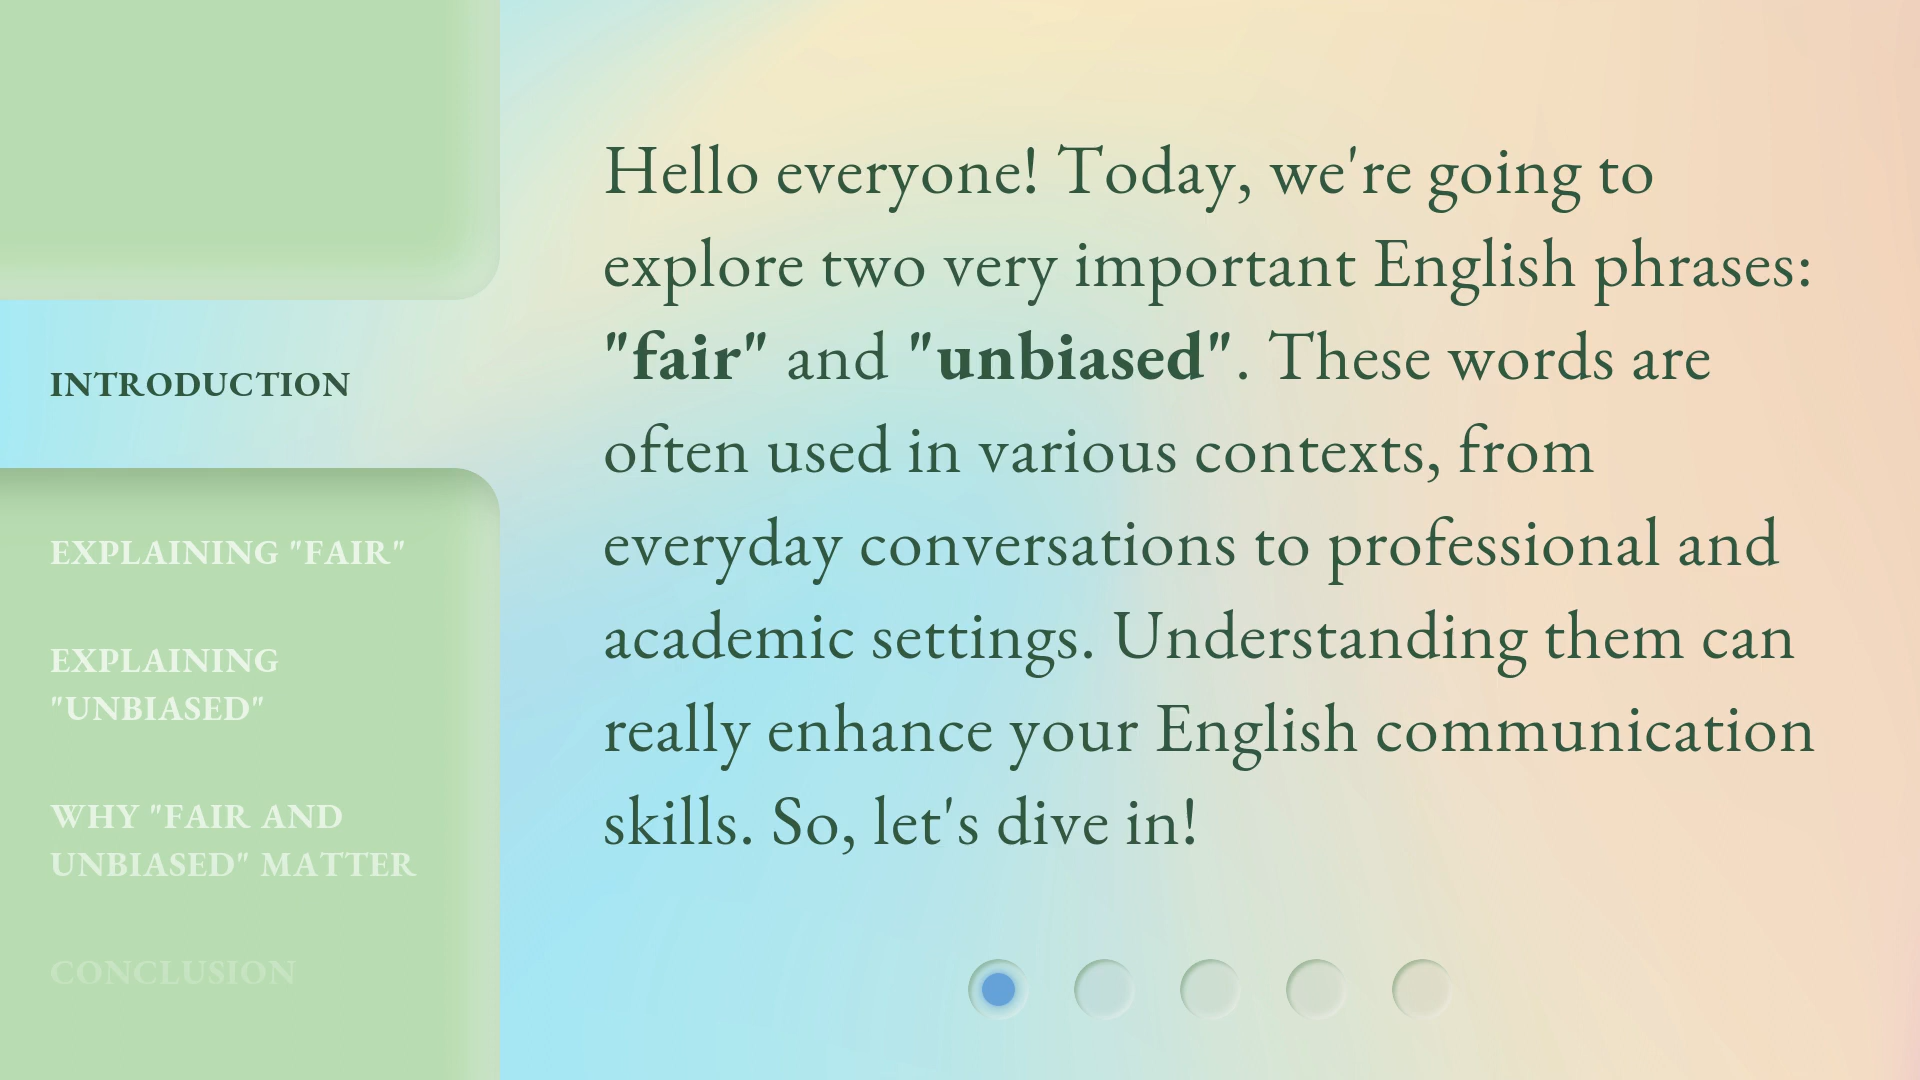 INTRODUCTION
EXPLAINING "FAIR"
EXPLAINING
"UNBIASED"
WHY "FAIR AND
UNBIASED" MATTER
CONCLUSION
Hello everyone! Today, we're going to
explore two very important English phrases:
"fair" and "unbiased". These words are
often used in various contexts, from
everyday conversations to professional and
academic settings. Understanding them can
really enhance your English communication
skills. So, let's dive in!